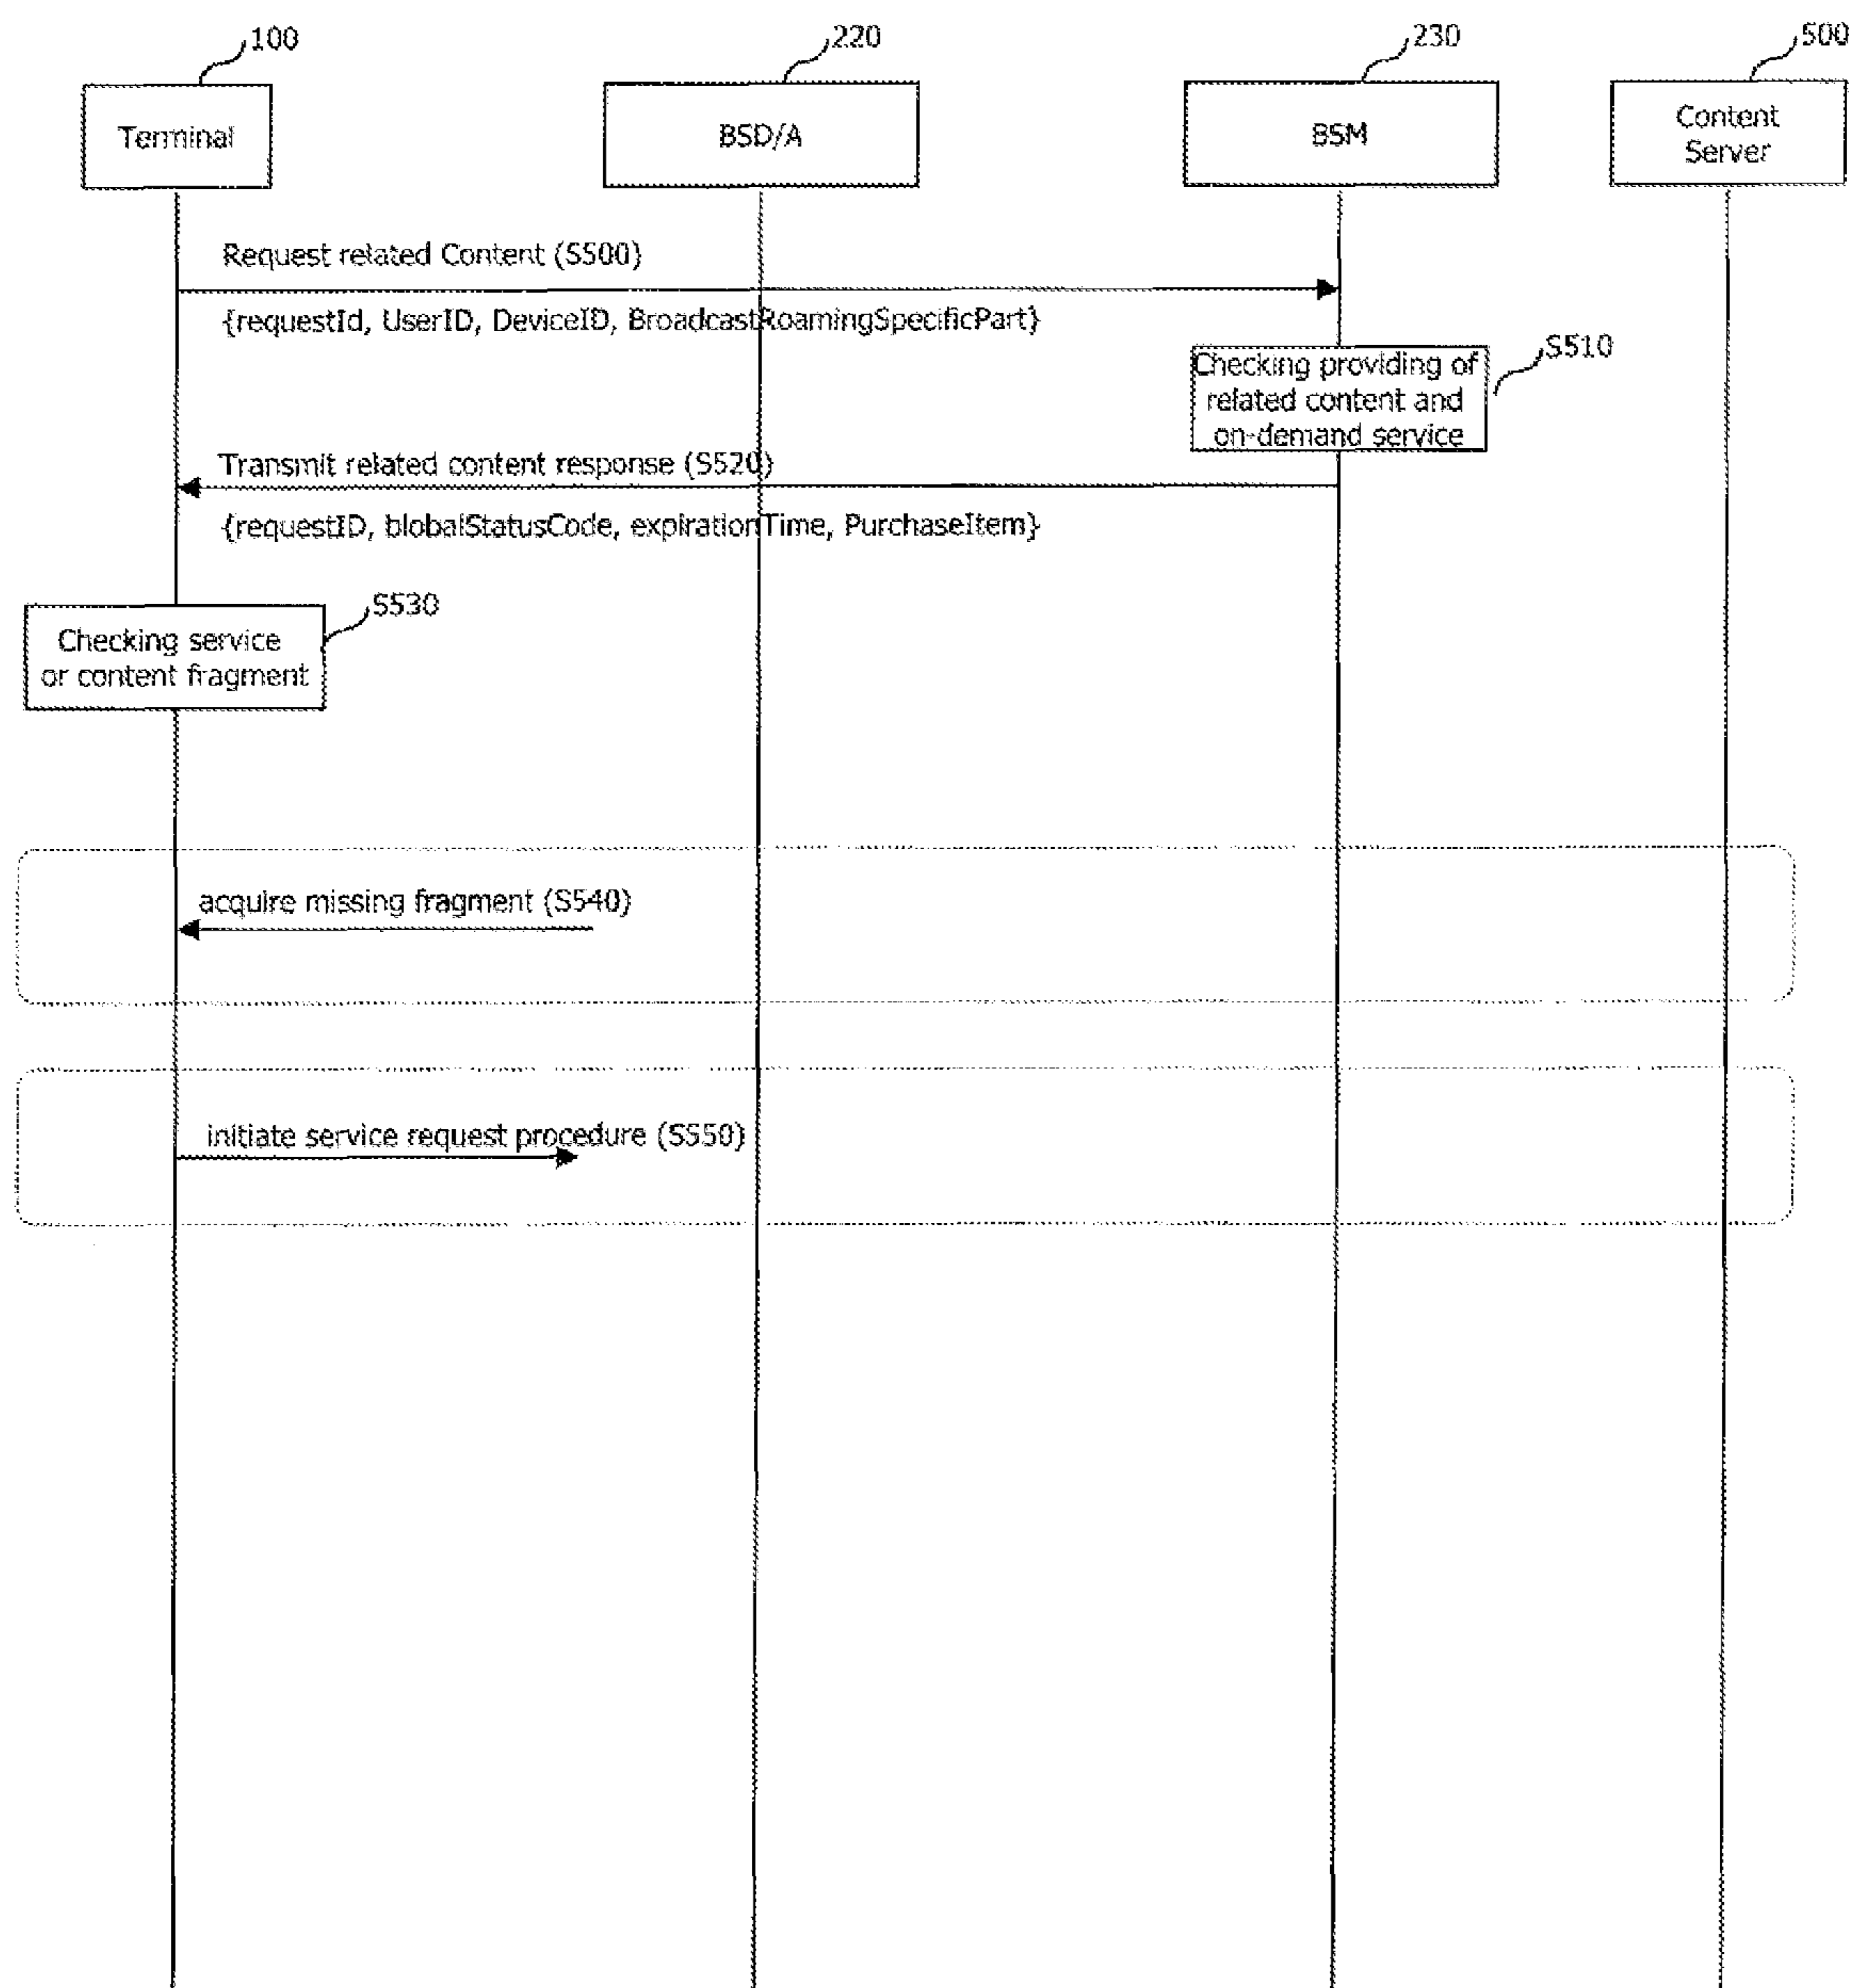 100
220
230
500
Terminal
BSD/A
BSM
Content
Server
Request related Content (S500)
{requestId, UserID, DeviceID, BroadcastRoamingSpecificPart}
Checking providing of
related content and
on-demand service
S510
Transmit related content response (S520)
{requestID, blobalStatusCode, expirationTime, PurchaseItem}
Checking service
or content fragment
S530
acquire missing fragment (S540)
initiate service request procedure (S550)